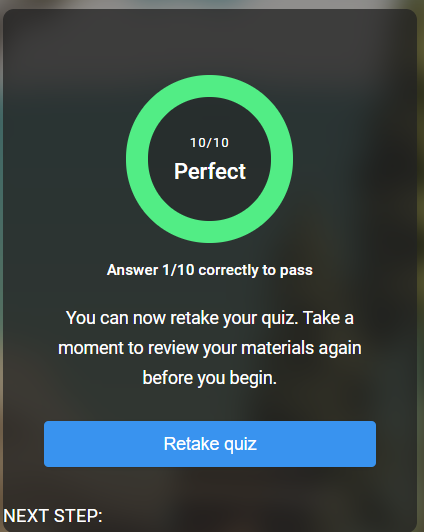 10/10
Perfect
Answer 1/10 correctly to pass
You can now retake your quiz. Take a
moment to review your materials again
before you begin.
Retake quiz
NEXT STEP: